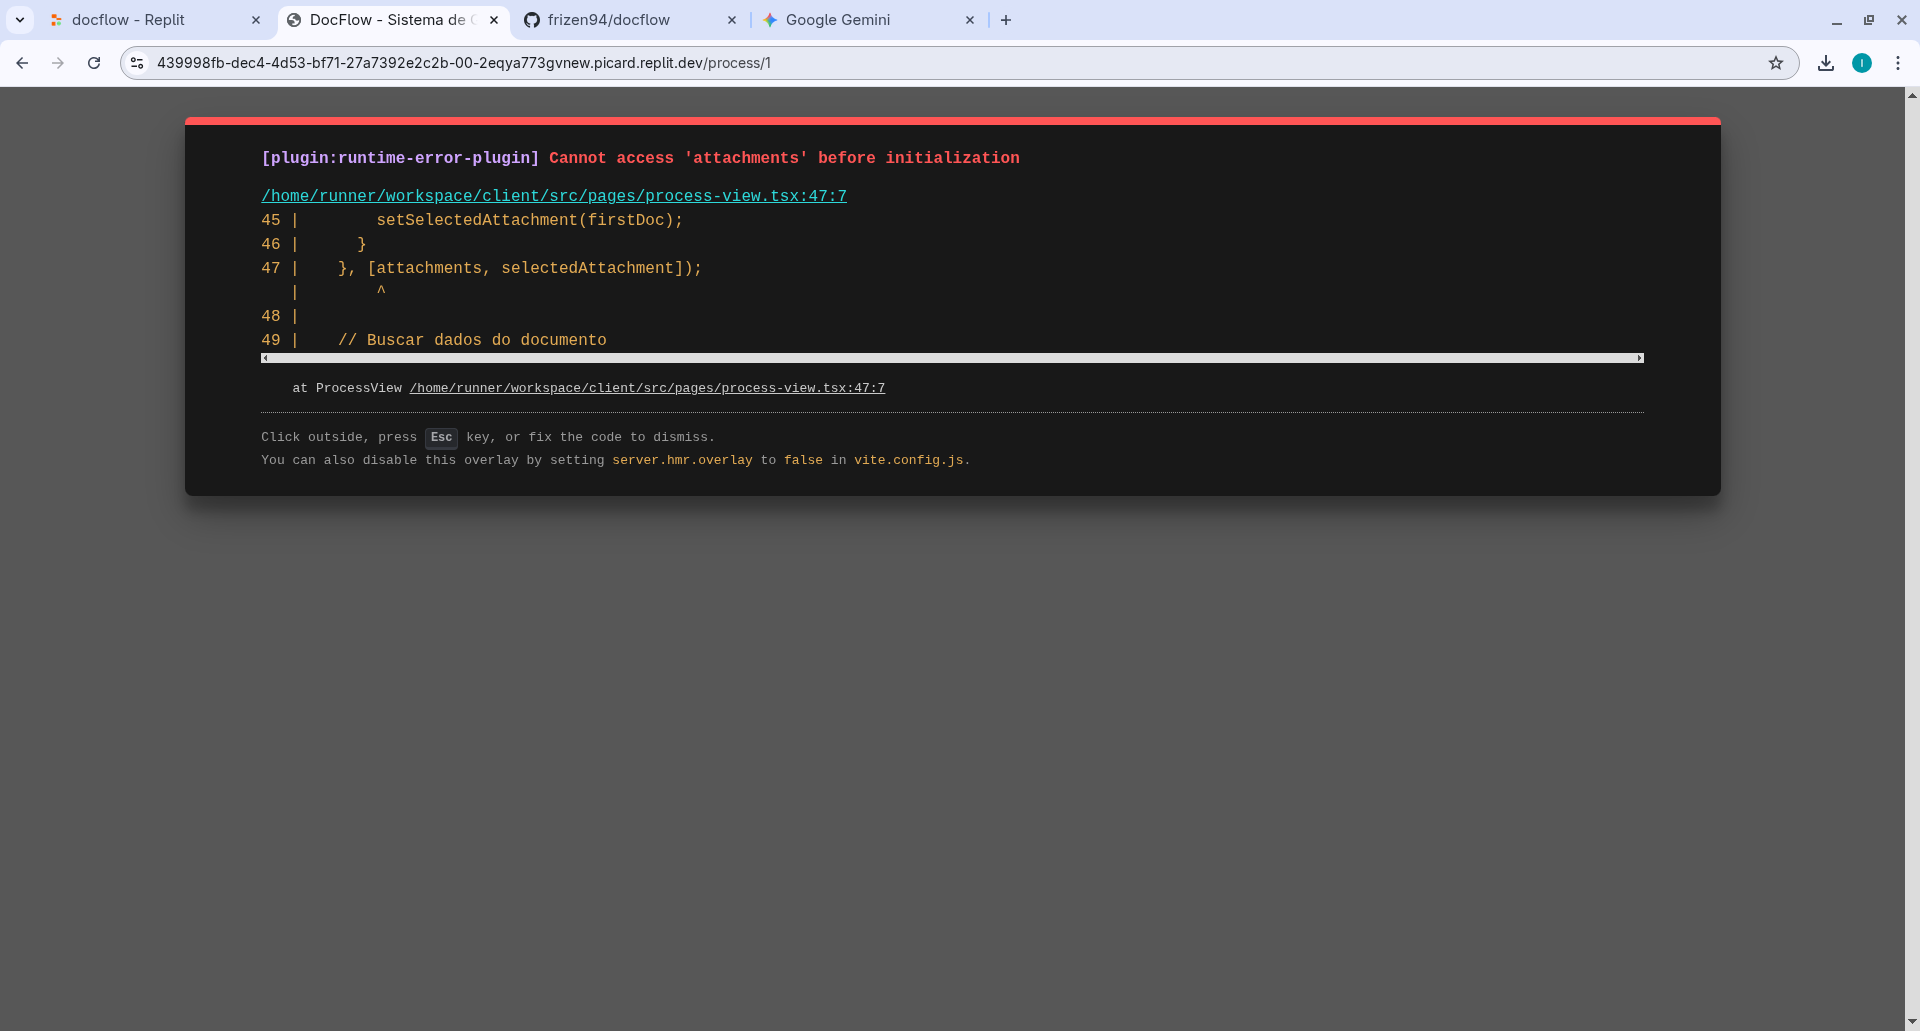 docflow - Replit
DocFlow - Sistema de
frizen94/docflow
Google Gemini
439998fb-dec4-4d53-bf71-27a7392e2c2b-00-2eqya773gvnew.picard.replit.dev/process/1
I
[plugin:runtime-error-plugin] Cannot access 'attachments' before initialization
/home/runner/workspace/client/src/pages/process-view.tsx:47:7
45 |        setSelectedAttachment(firstDoc);
46 |      }
47 |    }, [attachments, selectedAttachment]);
   |        ^
48 |
49 |    // Buscar dados do documento
at ProcessView /home/runner/workspace/client/src/pages/process-view.tsx:47:7
Click outside, press Esc key, or fix the code to dismiss.
You can also disable this overlay by setting server.hmr.overlay to false in vite.config.js.